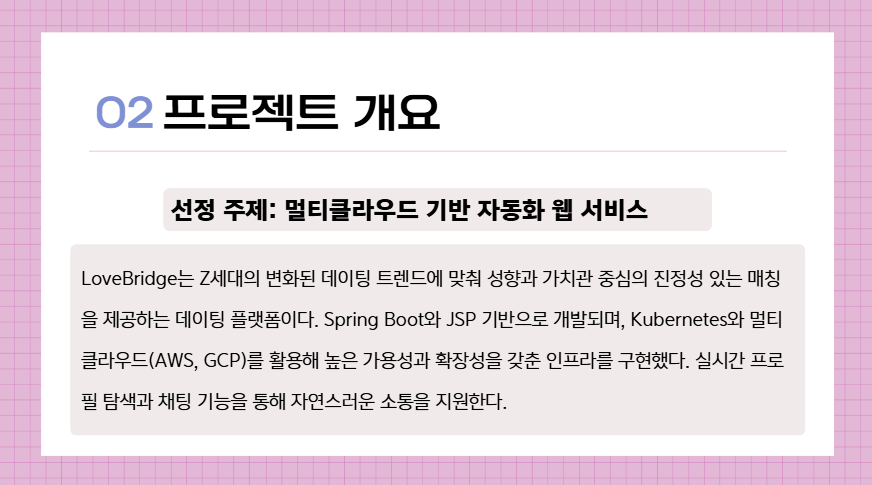 02 프로젝트 개요
선정 주제: 멀티클라우드 기반 자동화 웹 서비스
LoveBridge는 Z세대의 변화된 데이팅 트렌드에 맞춰 성향과 가치관 중심의 진정성 있는 매칭
을 제공하는 데이팅 플랫폼이다. Spring Boot와 JSP 기반으로 개발되며, Kubernetes와 멀티
클라우드(AWS, GCP)를 활용해 높은 가용성과 확장성을 갖춘 인프라를 구현했다. 실시간 프로
필 탐색과 채팅 기능을 통해 자연스러운 소통을 지원한다.